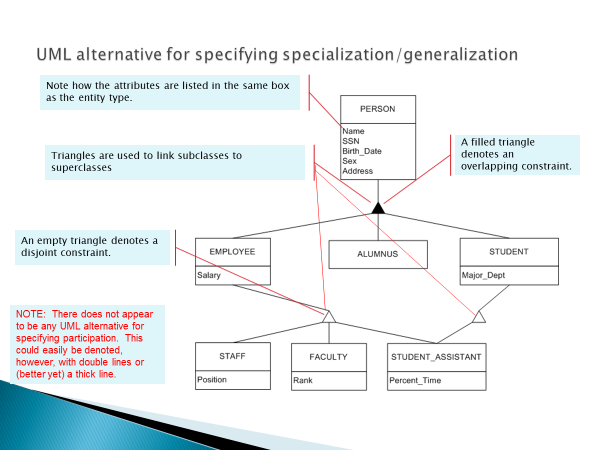 UML alternative for specifying specialization/generalization
Note how the attributes are listed in the same box
as the entity type.
PERSON
Name
SSN
Birth_Date
Sex
Address
A filled triangle
denotes an
overlapping constraint.
Triangles are used to link subclasses to
superclasses
An empty triangle denotes a
disjoint constraint.
EMPLOYEE
Salary
ALUMNUS
STUDENT
Major_Dept
NOTE: There does not appear
to be any UML alternative for
specifying participation. This
could easily be denoted,
however, with double lines or
(better yet) a thick line.
STAFF
Position
FACULTY
Rank
STUDENT_ASSISTANT
Percent_Time